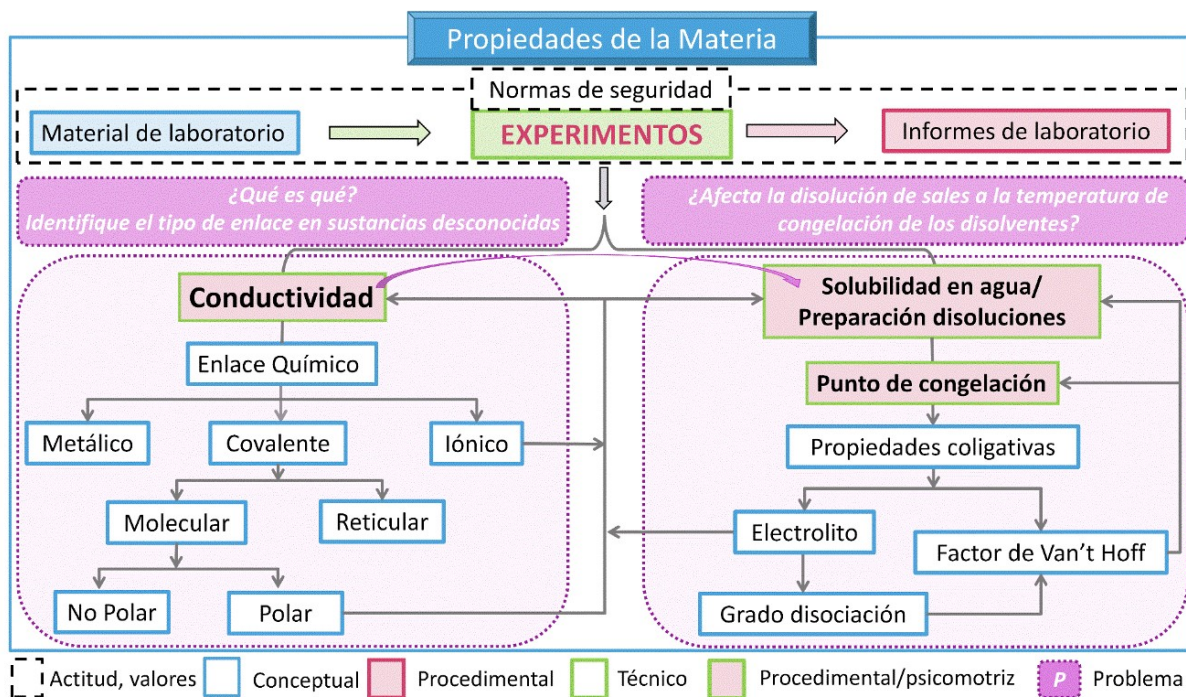 Propiedades de la Materia
Normas de seguridad
Material de laboratorio
EXPERIMENTOS
Informes de laboratorio
¿Qué es qué?
Identifique el tipo de enlace en sustancias desconocidas
¿Afecta la disolución de sales a la temperatura de
congelación de los disolventes?
Conductividad
Enlace Químico
Metálico
Covalente
Iónico
Molecular
Reticular
No Polar
Polar
Solubilidad en agua/
Preparación disoluciones
Punto de congelación
Propiedades coligativas
Electrolito
Factor de Van't Hoff
Grado disociación
Actitud, valores
Conceptual
Procedimental
Técnico
Procedimental/psicomotriz
P
Problema